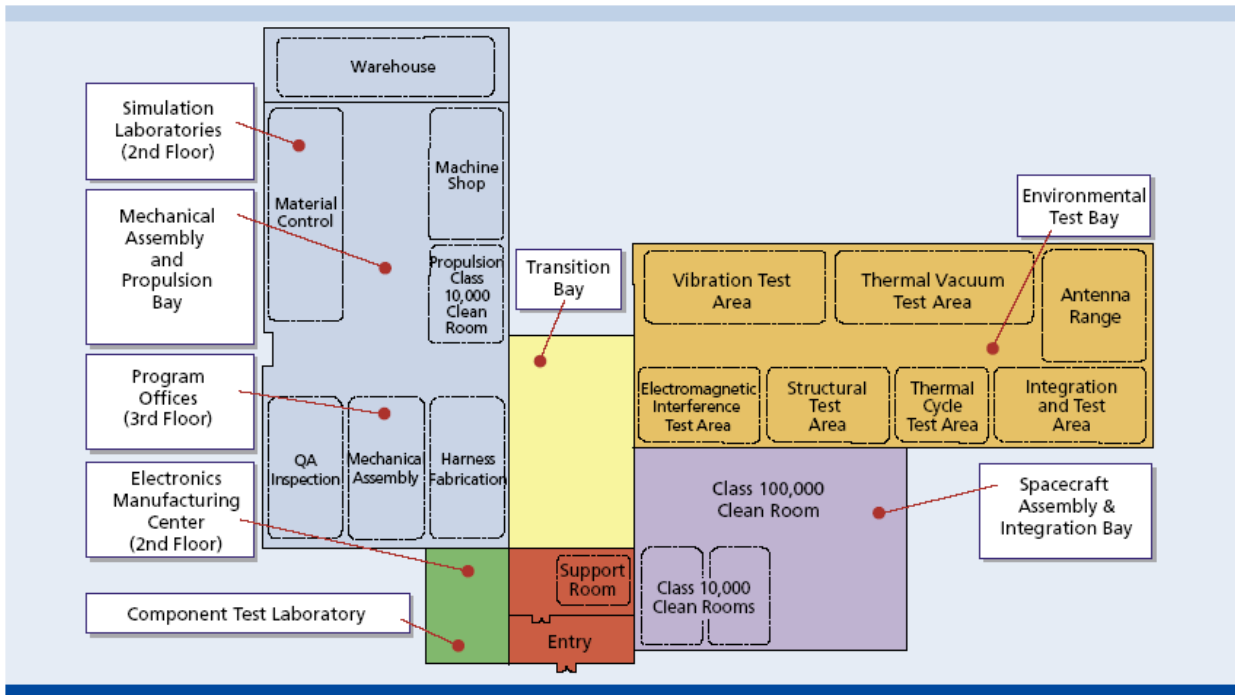 Warehouse
Simulation
Laboratories
(2nd Floor)
Machine
Shop
Material
Control
Mechanical
Assembly
and
Propulsion
Bay
Propulsion
Class
10,000
Clean
Room
Transition
Bay
Environmental
Test Bay
Vibration Test
Area
Thermal Vacuum
Test Area
Antenna
Range
Program
Offices
(3rd Floor)
Electromagnetic
Interference
Test Area
Structural
Test
Area
Thermal
Cycle
Test Area
Integration
and Test
Area
QA
Inspection
Mechanical
Assembly
Harness
Fabrication
Electronics
Manufacturing
Center
(2nd Floor)
Class 100,000
Clean Room
Spacecraft
Assembly &
Integration Bay
Support
Room
Class 10,000
Clean Rooms
Component Test Laboratory
Entry